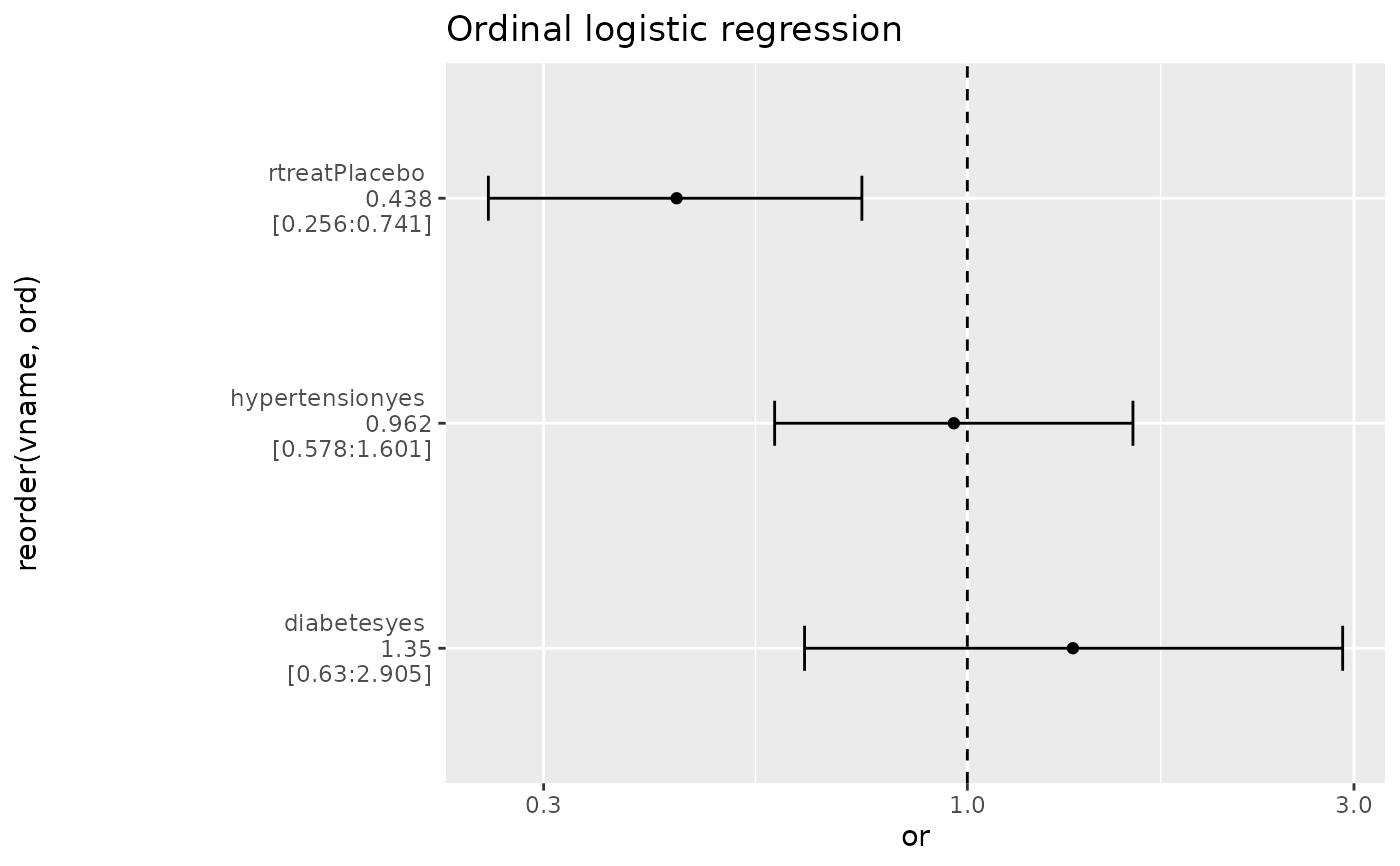 Ordinal logistic regression
reorder(vname, ord)
rtreatPlacebo
0.438
[0.256:0.741]
hypertensionyes
0.962
[0.578:1.601]
diabetesyes
1.35
[0.63:2.905]
0.3
1.0
3.0
or